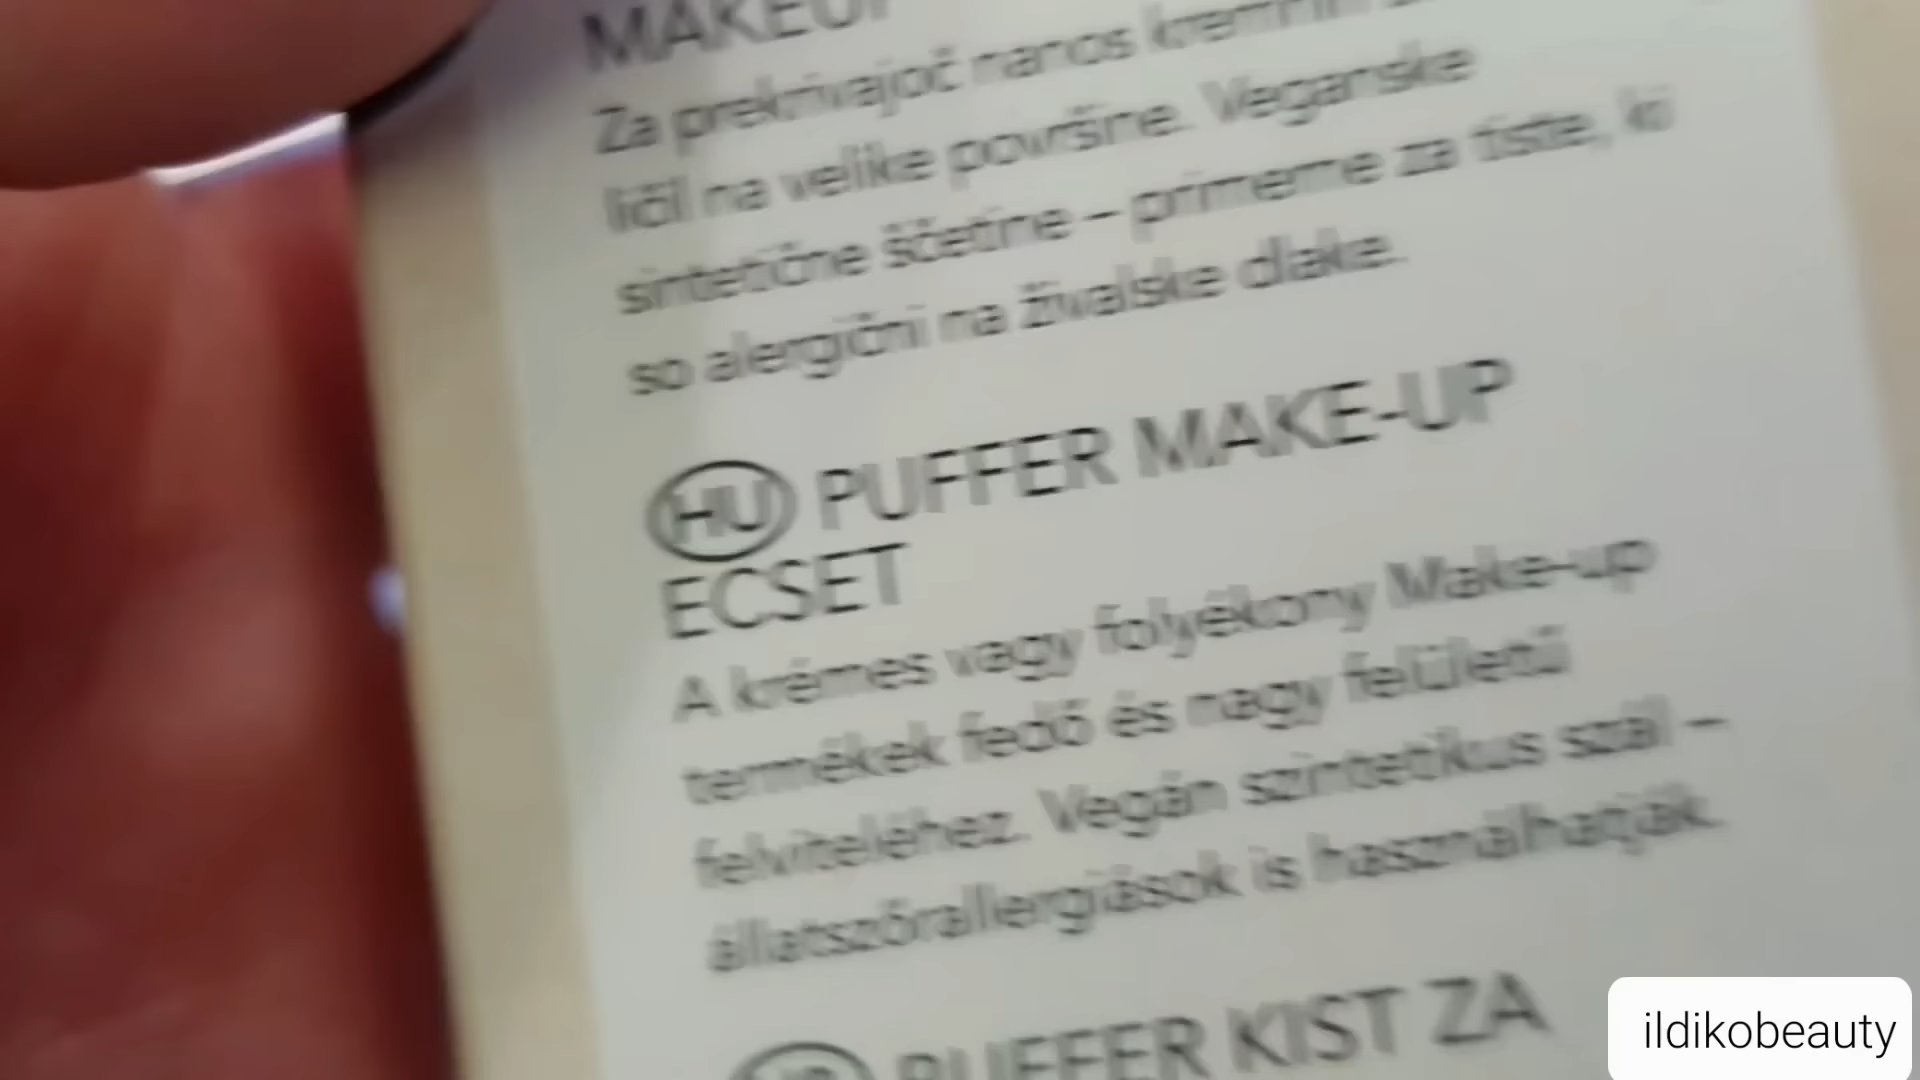 MAKEUP
Za prekrivajoč nanos kremnih
ličil na velike površine. Veganske
sintetične ščetine – primerne za tiste, ki
so alergični na živalske dlake.
HU PUFFER MAKE-UP
ECSET
A krémes vagy folyékony Make-up
termékek fedő és nagy felületű
felviteléhez. Vegán szintetikus szál –
állatszőrallergiások is használhatják.
PUFFER KIST ZA
ildikobeauty